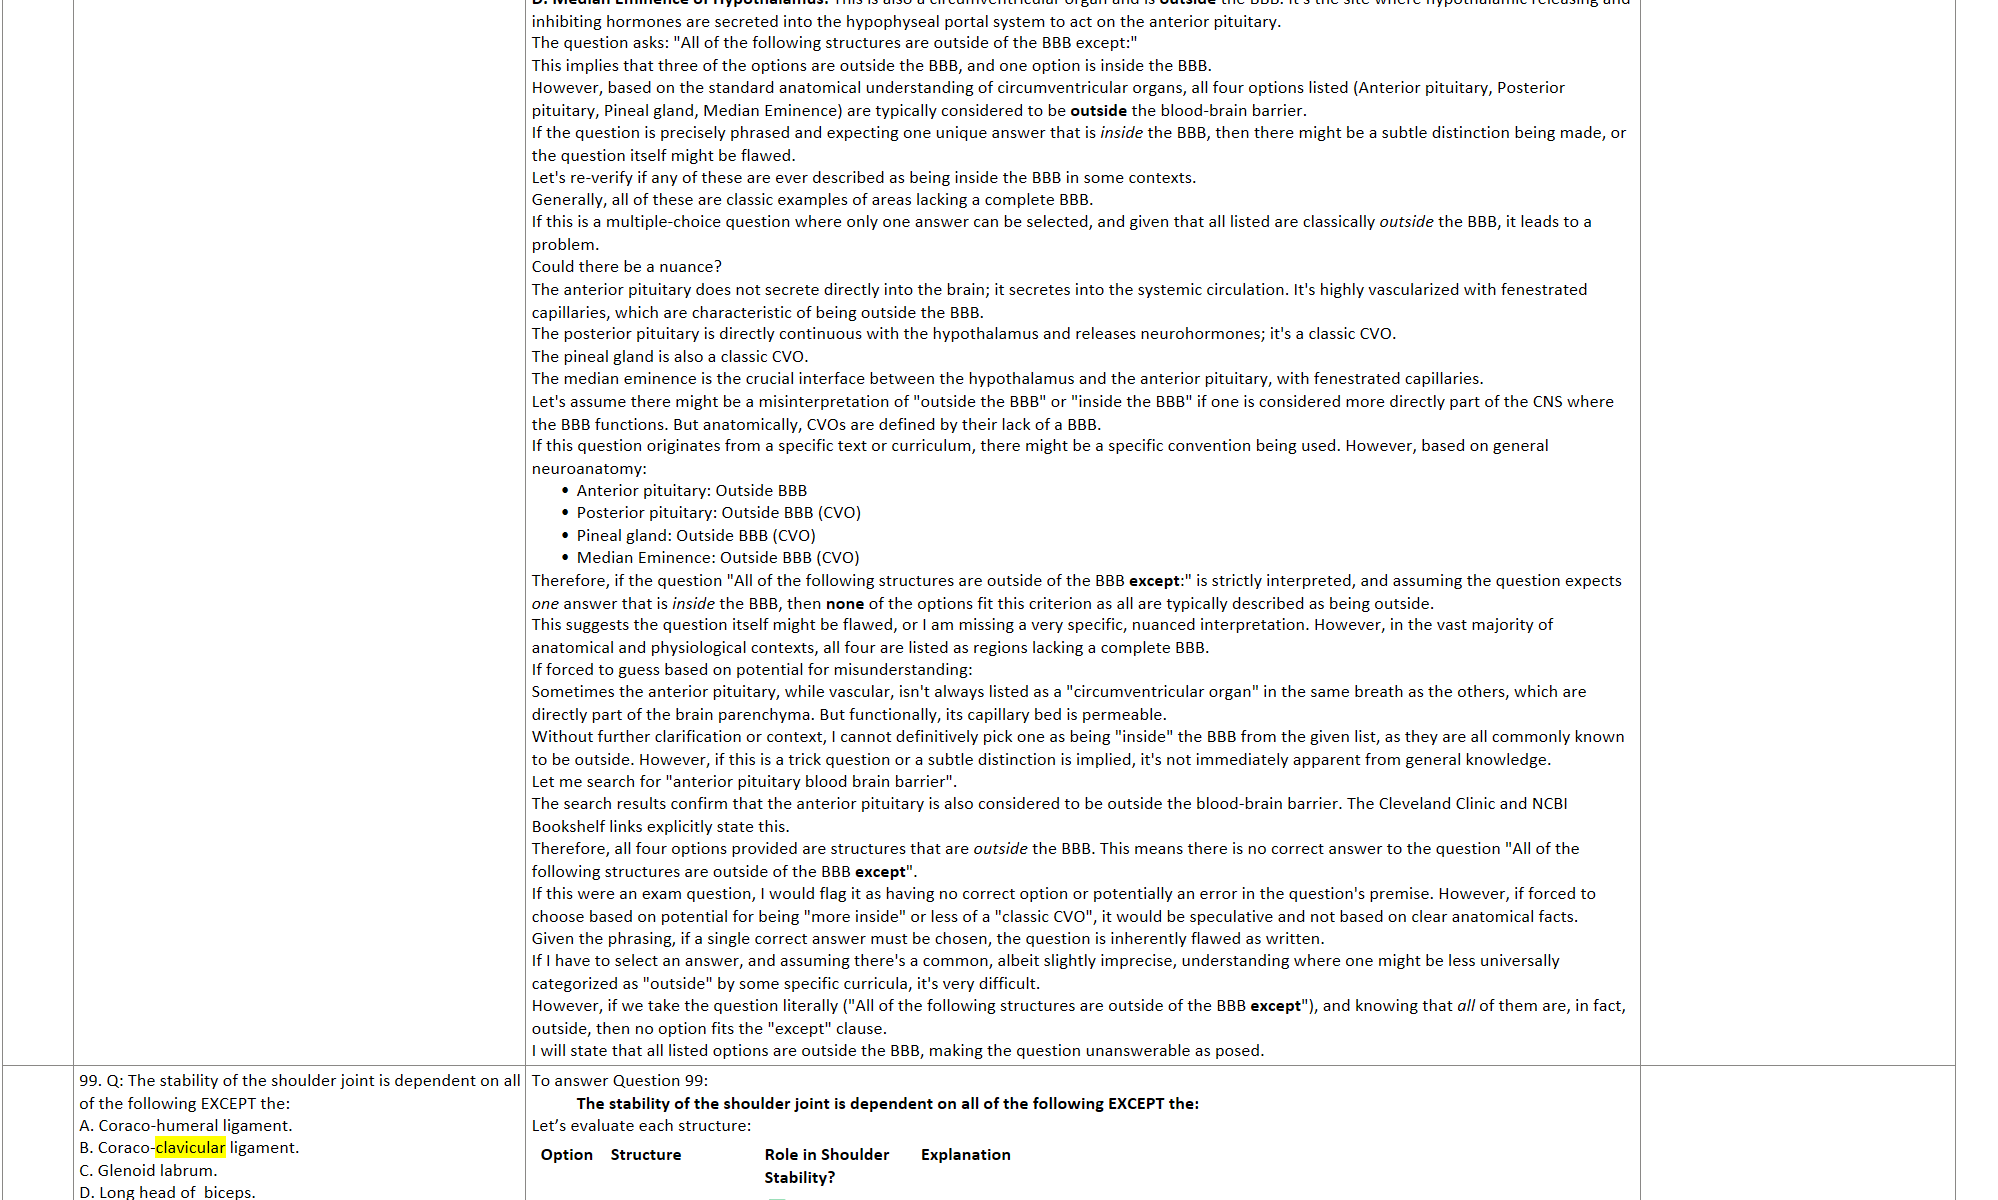 D. Median Eminence of Hypothalamus: This is also a circumventricular organ and is outside the BBB. It's the site where hypothalamic releasing and
inhibiting hormones are secreted into the hypophyseal portal system to act on the anterior pituitary.
The question asks: "All of the following structures are outside of the BBB except:"
This implies that three of the options are outside the BBB, and one option is inside the BBB.
However, based on the standard anatomical understanding of circumventricular organs, all four options listed (Anterior pituitary, Posterior
pituitary, Pineal gland, Median Eminence) are typically considered to be outside the blood-brain barrier.
If the question is precisely phrased and expecting one unique answer that is inside the BBB, then there might be a subtle distinction being made, or
the question itself might be flawed.
Let's re-verify if any of these are ever described as being inside the BBB in some contexts.
Generally, all of these are classic examples of areas lacking a complete BBB.
If this is a multiple-choice question where only one answer can be selected, and given that all listed are classically outside the BBB, it leads to a
problem.
Could there be a nuance?
The anterior pituitary does not secrete directly into the brain; it secretes into the systemic circulation. It's highly vascularized with fenestrated
capillaries, which are characteristic of being outside the BBB.
The posterior pituitary is directly continuous with the hypothalamus and releases neurohormones; it's a classic CVO.
The pineal gland is also a classic CVO.
The median eminence is the crucial interface between the hypothalamus and the anterior pituitary, with fenestrated capillaries.
Let's assume there might be a misinterpretation of "outside the BBB" or "inside the BBB" if one is considered more directly part of the CNS where
the BBB functions. But anatomically, CVOs are defined by their lack of a BBB.
If this question originates from a specific text or curriculum, there might be a specific convention being used. However, based on general
neuroanatomy:
• Anterior pituitary: Outside BBB
• Posterior pituitary: Outside BBB (CVO)
• Pineal gland: Outside BBB (CVO)
• Median Eminence: Outside BBB (CVO)
Therefore, if the question "All of the following structures are outside of the BBB except:" is strictly interpreted, and assuming the question expects
one answer that is inside the BBB, then none of the options fit this criterion as all are typically described as being outside.
This suggests the question itself might be flawed, or I am missing a very specific, nuanced interpretation. However, in the vast majority of
anatomical and physiological contexts, all four are listed as regions lacking a complete BBB.
If forced to guess based on potential for misunderstanding:
Sometimes the anterior pituitary, while vascular, isn't always listed as a "circumventricular organ" in the same breath as the others, which are
directly part of the brain parenchyma. But functionally, its capillary bed is permeable.
Without further clarification or context, I cannot definitively pick one as being "inside" the BBB from the given list, as they are all commonly known
to be outside. However, if this is a trick question or a subtle distinction is implied, it's not immediately apparent from general knowledge.
Let me search for "anterior pituitary blood brain barrier".
The search results confirm that the anterior pituitary is also considered to be outside the blood-brain barrier. The Cleveland Clinic and NCBI
Bookshelf links explicitly state this.
Therefore, all four options provided are structures that are outside the BBB. This means there is no correct answer to the question "All of the
following structures are outside of the BBB except".
If this were an exam question, I would flag it as having no correct option or potentially an error in the question's premise. However, if forced to
choose based on potential for being "more inside" or less of a "classic CVO", it would be speculative and not based on clear anatomical facts.
Given the phrasing, if a single correct answer must be chosen, the question is inherently flawed as written.
If I have to select an answer, and assuming there's a common, albeit slightly imprecise, understanding where one might be less universally
categorized as "outside" by some specific curricula, it's very difficult.
However, if we take the question literally ("All of the following structures are outside of the BBB except"), and knowing that all of them are, in fact,
outside, then no option fits the "except" clause.
I will state that all listed options are outside the BBB, making the question unanswerable as posed.
99. Q: The stability of the shoulder joint is dependent on all
of the following EXCEPT the:
A. Coraco-humeral ligament.
B. Coraco-clavicular ligament.
C. Glenoid labrum.
D. Long head of biceps.
To answer Question 99:
The stability of the shoulder joint is dependent on all of the following EXCEPT the:
Let's evaluate each structure:
Option Structure Role in Shoulder Explanation
Stability?